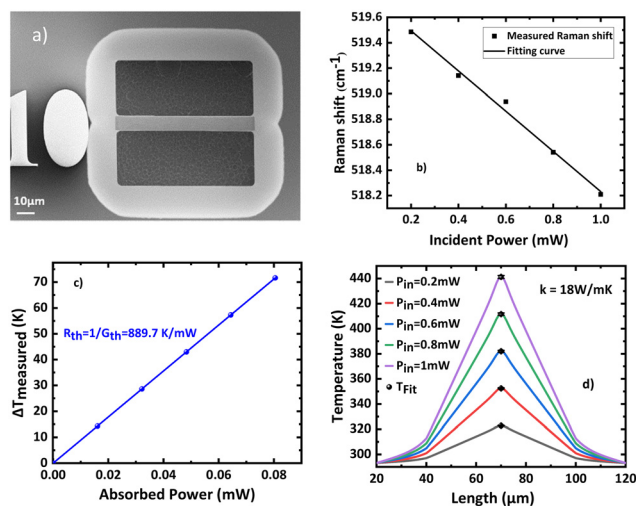 a)
10
10μm
519.6
519.4
519.2
519.0
518.8
518.6
518.4
518.2
Raman shift (cm⁻¹)
Measured Raman shift
Fitting curve
b)
0.2 0.4 0.6 0.8 1.0
Incident Power (mW)
70
60
50
40
30
20
10
0
ΔTmeasured (K)
c)
Rth=1/Gth=889.7 K/mW
0.00 0.02 0.04 0.06 0.08
Absorbed Power (mW)
440
420
400
380
360
340
320
300
Temperature (K)
Pin=0.2mW
Pin=0.4mW
Pin=0.6mW
Pin=0.8mW
Pin=1mW
TFit
k = 18W/mK
d)
20 40 60 80 100 120
Length (μm)